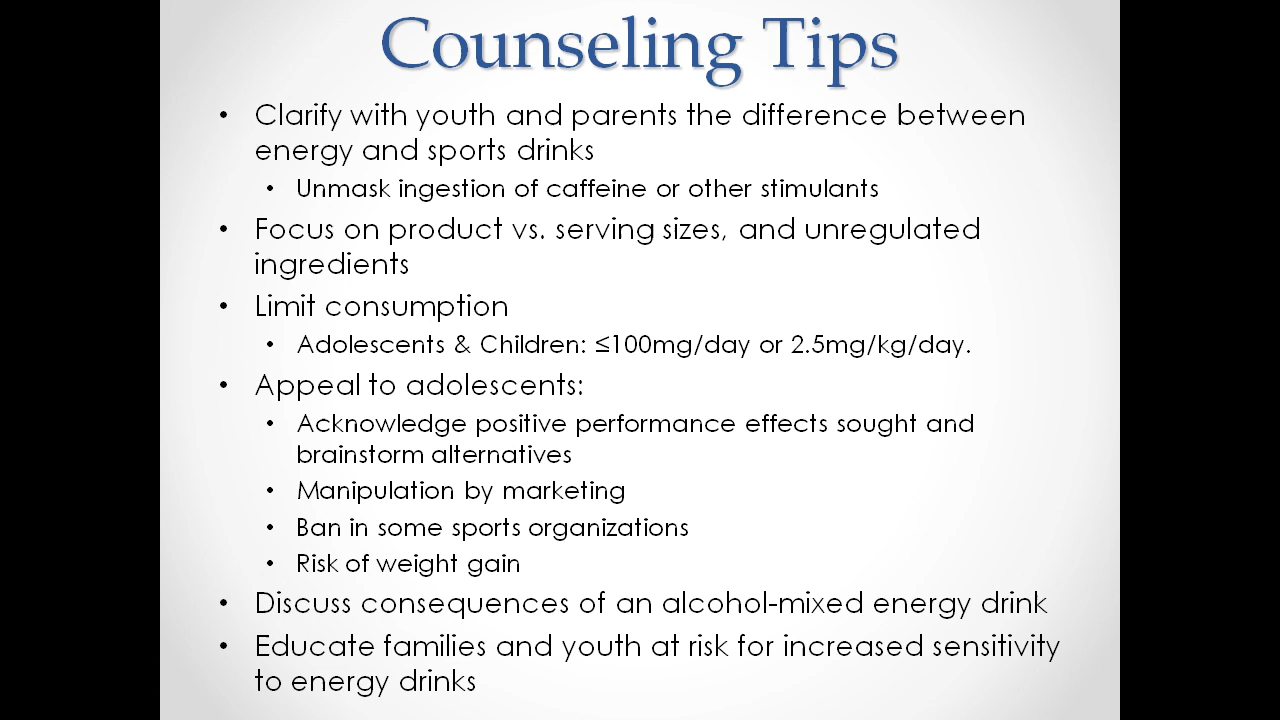 Counseling Tips
• Clarify with youth and parents the difference between
energy and sports drinks
• Unmask ingestion of caffeine or other stimulants
• Focus on product vs. serving sizes, and unregulated
ingredients
• Limit consumption
• Adolescents & Children: ≤100mg/day or 2.5mg/kg/day.
• Appeal to adolescents:
• Acknowledge positive performance effects sought and
brainstorm alternatives
• Manipulation by marketing
• Ban in some sports organizations
• Risk of weight gain
• Discuss consequences of an alcohol-mixed energy drink
• Educate families and youth at risk for increased sensitivity
to energy drinks